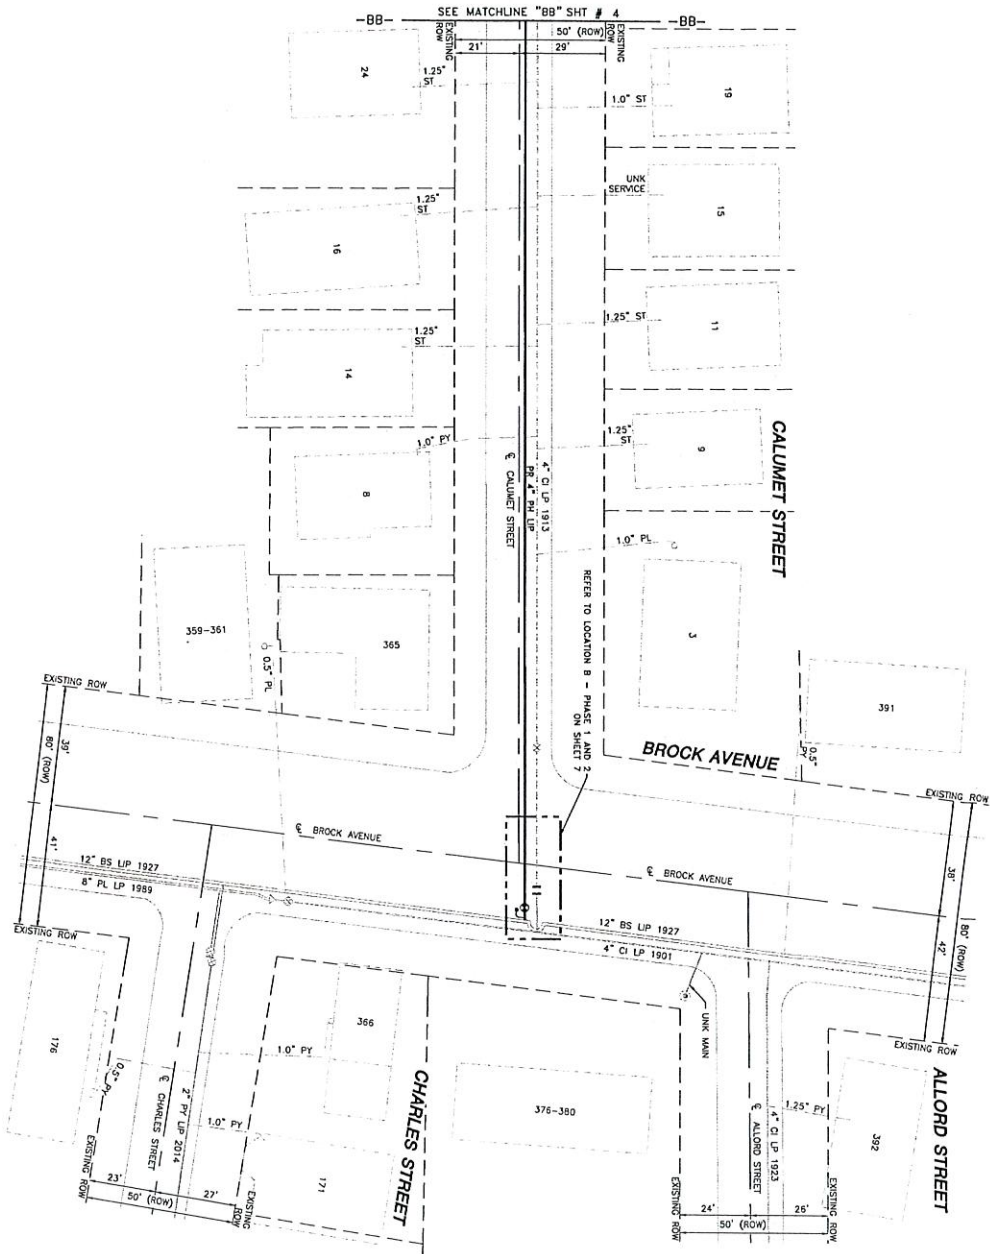 SEE MATCHLINE "BB" SHT # 4
-BB-
-BB-
EXISTING
ROW
50' (ROW)
EXISTING
ROW
21'
29'
24
1.25"
ST
19
1.0" ST
UNK
SERVICE
15
1.25"
ST
16
11
1.25" ST
1.25"
ST
14
CALUMET STREET
1.25"
ST
9
1.0" PY
8
℄ CALUMET STREET
PR 4" PH LIP
4" CI LP 1913
1.0" PL
3
REFER TO LOCATION B - PHASE 1 AND 2
ON SHEET 7
359-361
365
0.5" PL
391
0.5"
PY
BROCK AVENUE
EXISTING ROW
39'
80' (ROW)
41'
EXISTING ROW
℄ BROCK AVENUE
℄ BROCK AVENUE
EXISTING ROW
38'
80' (ROW)
42'
EXISTING ROW
12" BS LIP 1927
8" PL LP 1989
12" BS LIP 1927
4" CI LP 1901
UNK MAIN
176
366
376-380
392
1.0" PY
1.25" PY
0.5" PY
℄ CHARLES STREET
2" PY LIP 2014
1.0" PY
171
CHARLES STREET
℄ ALLORD STREET
4" CI LP 1923
ALLORD STREET
EXISTING ROW
23'
27'
50' (ROW)
EXISTING
ROW
EXISTING ROW
24'
26'
50' (ROW)
EXISTING
ROW